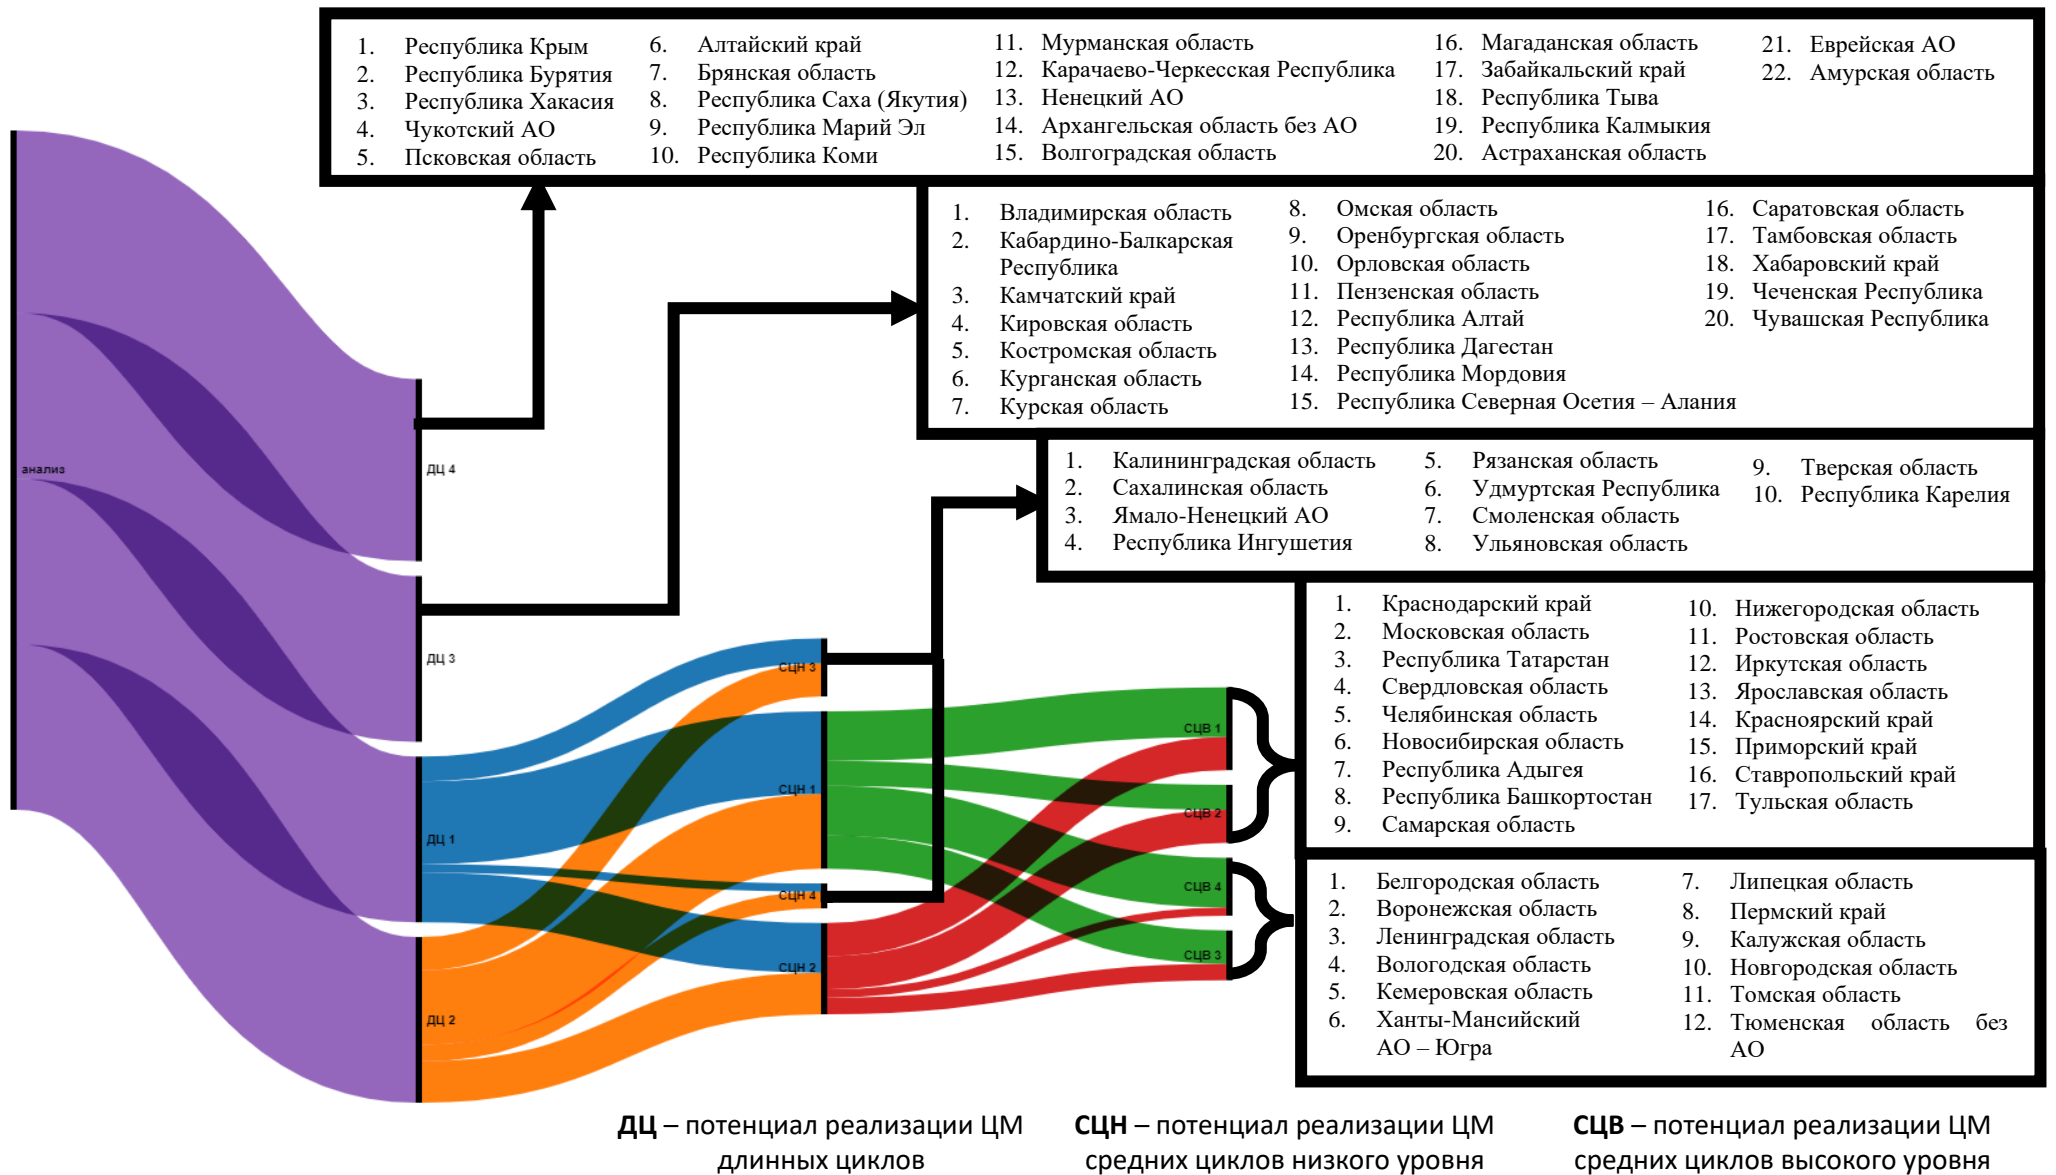 1. Республика Крым
2. Республика Бурятия
3. Республика Хакасия
4. Чукотский АО
5. Псковская область
6. Алтайский край
7. Брянская область
8. Республика Саха (Якутия)
9. Республика Марий Эл
10. Республика Коми
11. Мурманская область
12. Карачаево-Черкесская Республика
13. Ненецкий АО
14. Архангельская область без АО
15. Волгоградская область
16. Магаданская область
17. Забайкальский край
18. Республика Тыва
19. Республика Калмыкия
20. Астраханская область
21. Еврейская АО
22. Амурская область
1. Владимирская область
2. Кабардино-Балкарская
Республика
3. Камчатский край
4. Кировская область
5. Костромская область
6. Курганская область
7. Курская область
8. Омская область
9. Оренбургская область
10. Орловская область
11. Пензенская область
12. Республика Алтай
13. Республика Дагестан
14. Республика Мордовия
15. Республика Северная Осетия – Алания
16. Саратовская область
17. Тамбовская область
18. Хабаровский край
19. Чеченская Республика
20. Чувашская Республика
1. Калининградская область
2. Сахалинская область
3. Ямало-Ненецкий АО
4. Республика Ингушетия
5. Рязанская область
6. Удмуртская Республика
7. Смоленская область
8. Ульяновская область
9. Тверская область
10. Республика Карелия
1. Краснодарский край
2. Московская область
3. Республика Татарстан
4. Свердловская область
5. Челябинская область
6. Новосибирская область
7. Республика Адыгея
8. Республика Башкортостан
9. Самарская область
10. Нижегородская область
11. Ростовская область
12. Иркутская область
13. Ярославская область
14. Красноярский край
15. Приморский край
16. Ставропольский край
17. Тульская область
1. Белгородская область
2. Воронежская область
3. Ленинградская область
4. Вологодская область
5. Кемеровская область
6. Ханты-Мансийский
АО – Югра
7. Липецкая область
8. Пермский край
9. Калужская область
10. Новгородская область
11. Томская область
12. Тюменская область без
АО
анализ
ДЦ 4
ДЦ 3
ДЦ 1
ДЦ 2
СЦН 3
СЦН 1
СЦН 4
СЦН 2
СЦВ 1
СЦВ 2
СЦВ 4
СЦВ 3
ДЦ – потенциал реализации ЦМ
длинных циклов
СЦН – потенциал реализации ЦМ
средних циклов низкого уровня
СЦВ – потенциал реализации ЦМ
средних циклов высокого уровня